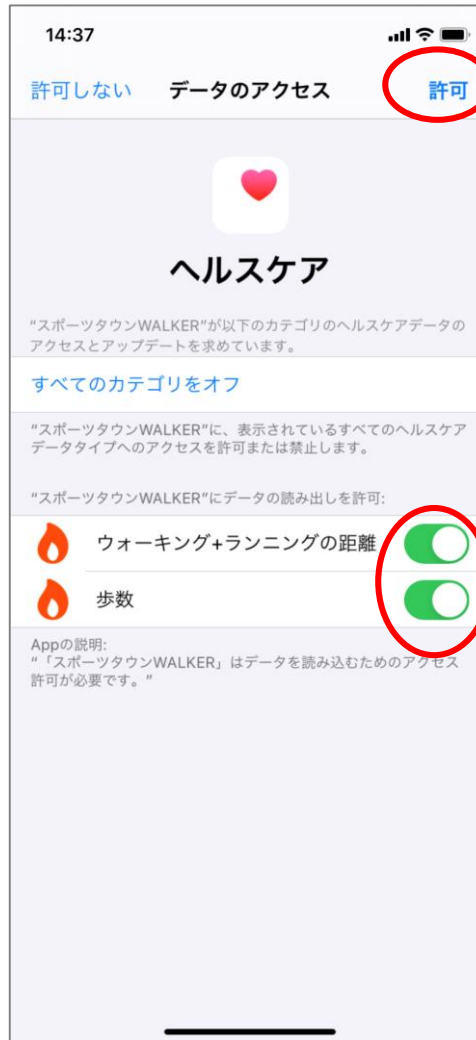 14:37
許可しない データのアクセス 許可
ヘルスケア
“スポーツタウンWALKER”が以下のカテゴリのヘルスケアデータの
アクセスとアップデートを求めています。
すべてのカテゴリをオフ
“スポーツタウンWALKER”に、表示されているすべてのヘルスケア
データタイプへのアクセスを許可または禁止します。
“スポーツタウンWALKER”にデータの読み出しを許可:
ウォーキング+ランニングの距離
歩数
Appの説明:
“「スポーツタウンWALKER」はデータを読み込むためのアクセス
許可が必要です。”